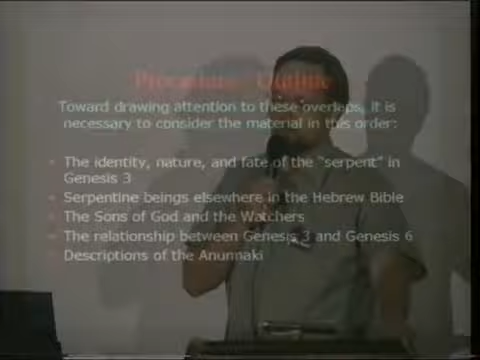 Outline
Toward drawing attention to these overlaps, it is
necessary to consider the material in this order:
The identity, nature, and fate of the “serpent” in
Genesis 3
Serpentine beings elsewhere in the Hebrew Bible
The Sons of God and the Watchers
The relationship between Genesis 3 and Genesis 6
Descriptions of the Anunnaki